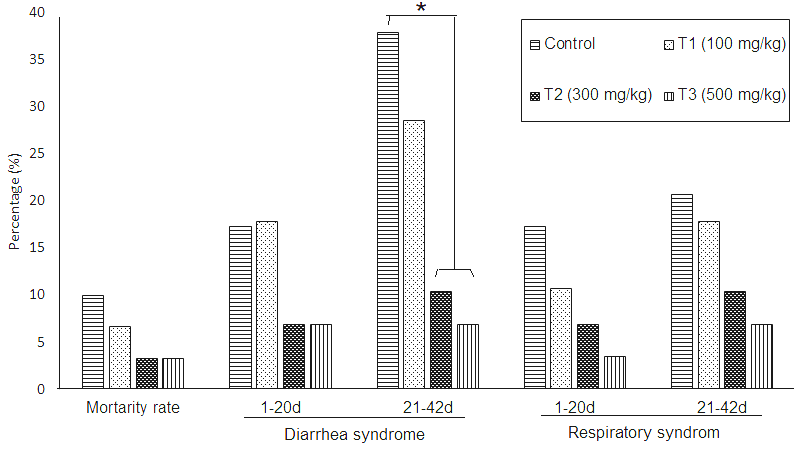 *
Control
T1 (100 mg/kg)
T2 (300 mg/kg)
T3 (500 mg/kg)
Percentage (%)
40
35
30
25
20
15
10
5
0
Mortarity rate
1-20d
21-42d
1-20d
21-42d
Diarrhea syndrome
Respiratory syndrom